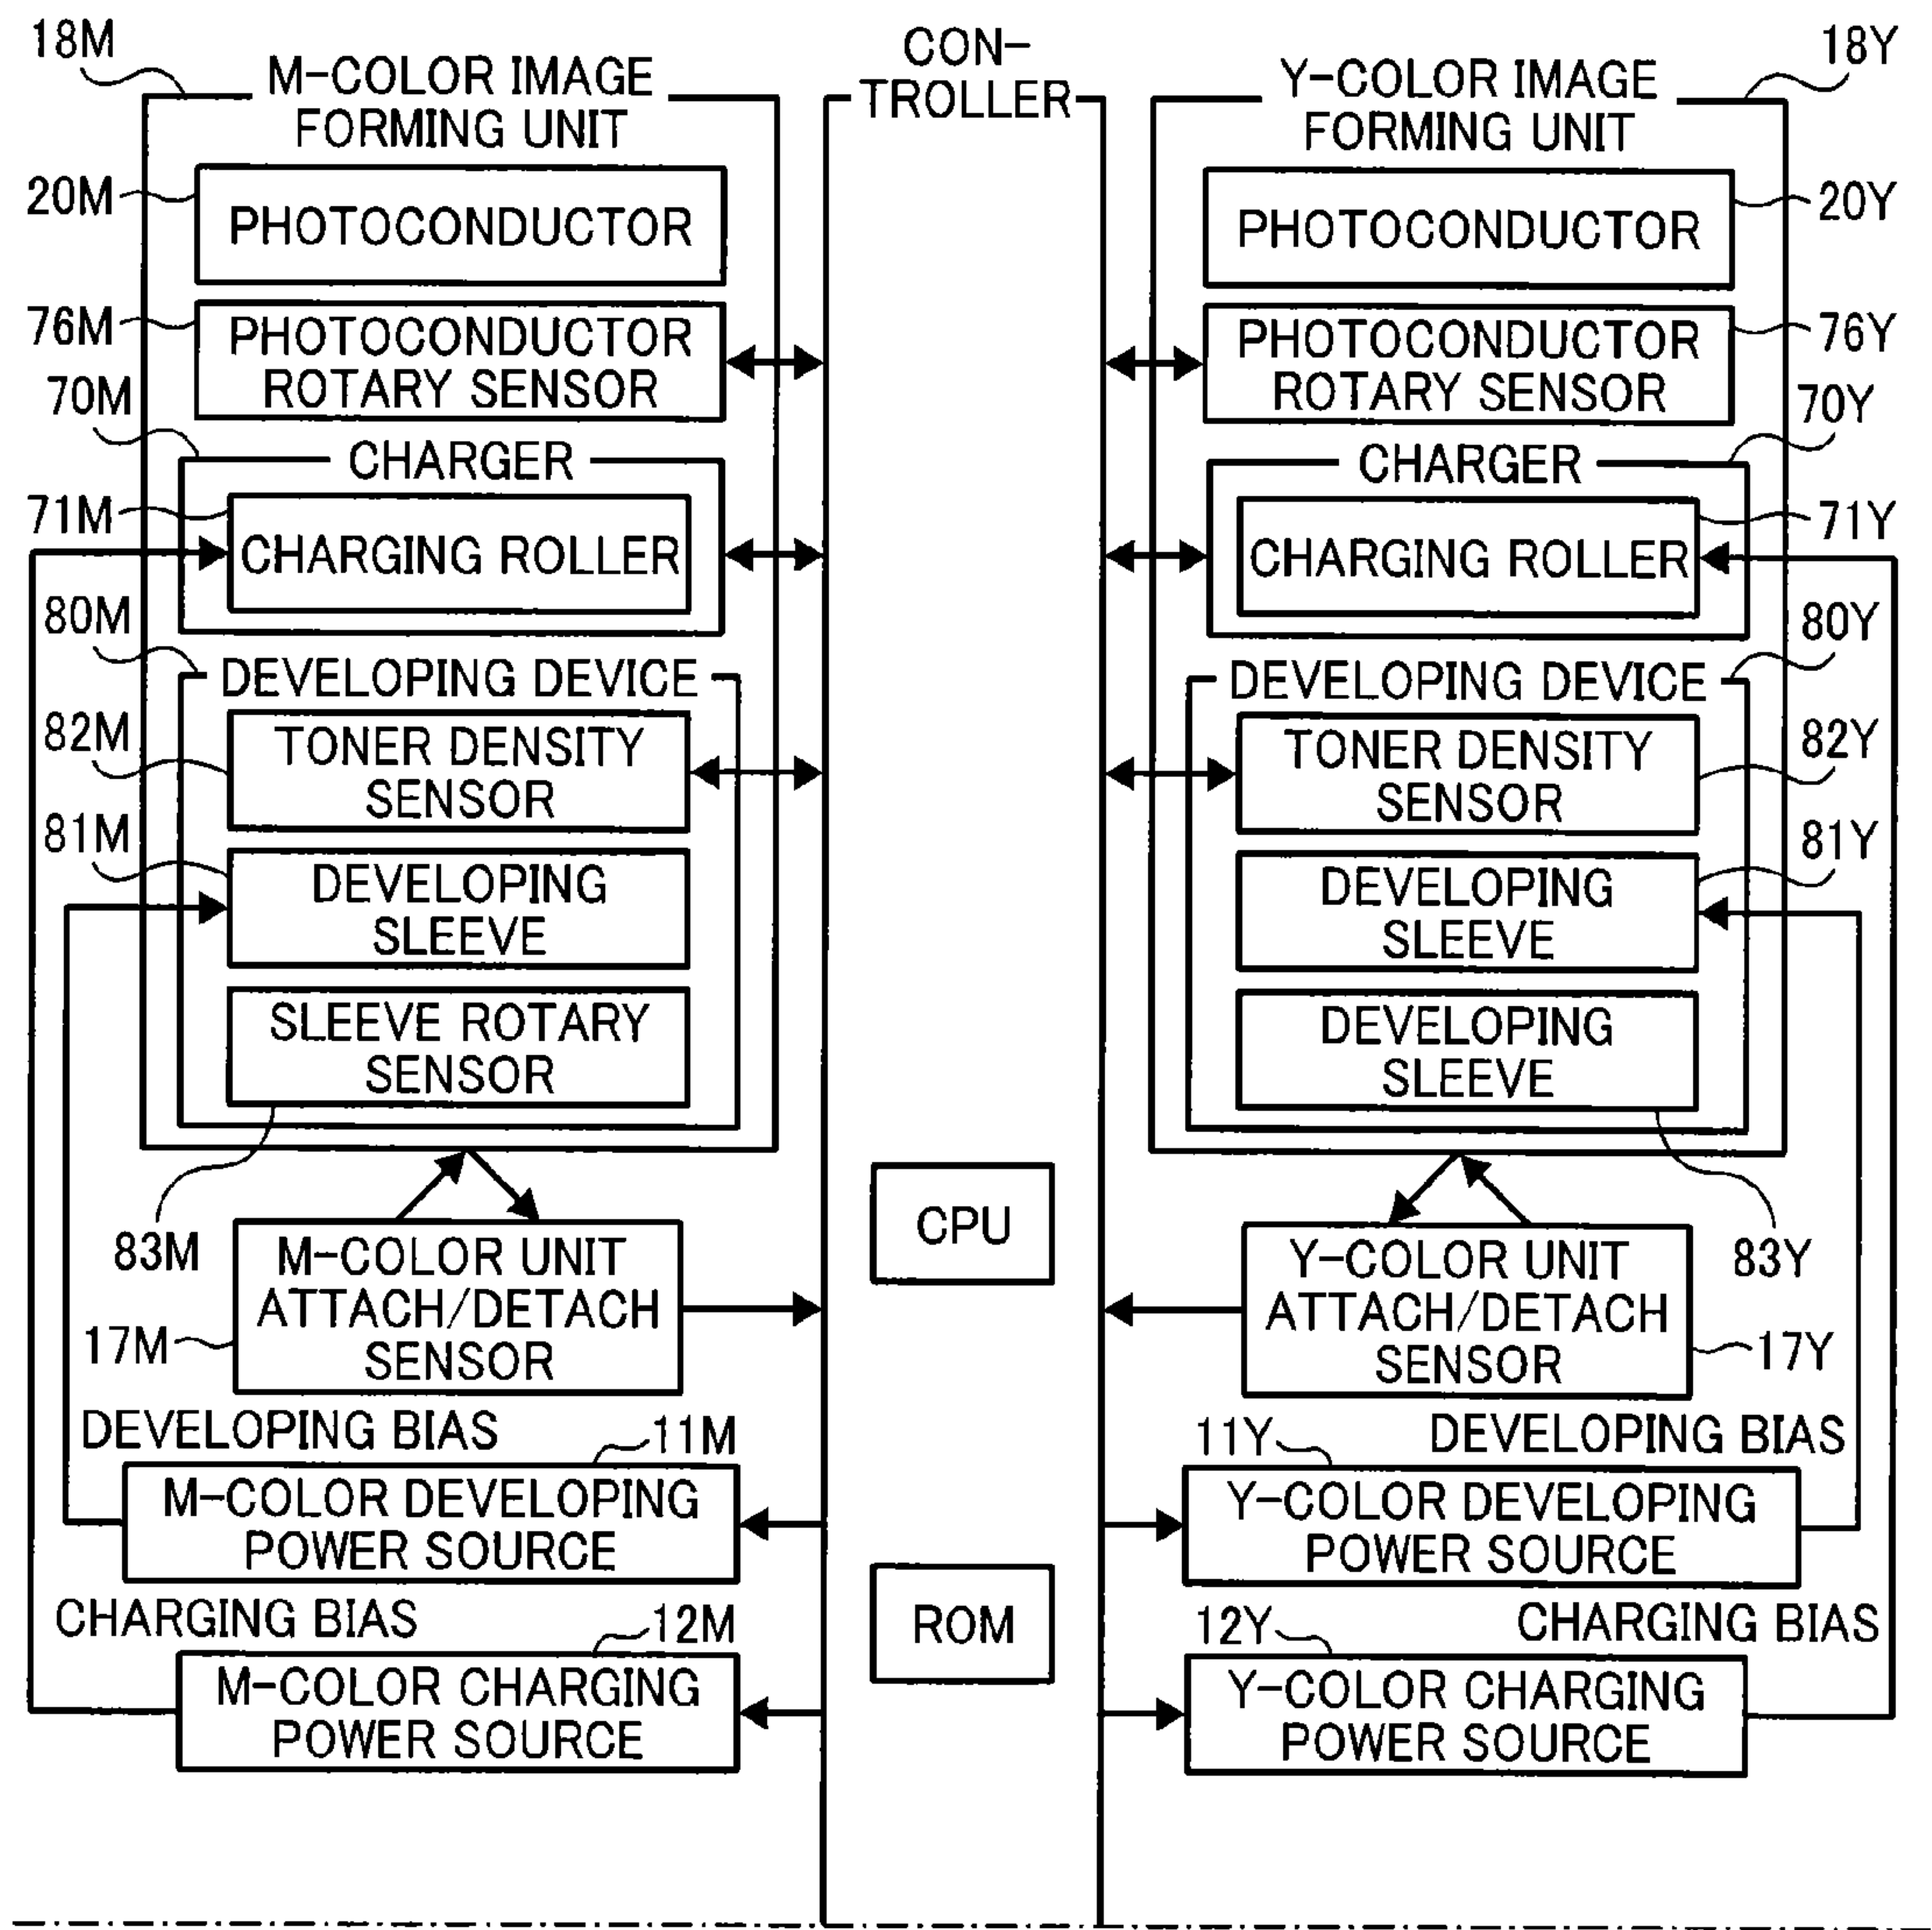 18M
M-COLOR IMAGE
FORMING UNIT
20M
PHOTOCONDUCTOR
76M
PHOTOCONDUCTOR
ROTARY SENSOR
70M
CHARGER
71M
CHARGING ROLLER
80M
DEVELOPING DEVICE
82M
TONER DENSITY
SENSOR
81M
DEVELOPING
SLEEVE
SLEEVE ROTARY
SENSOR
83M
M-COLOR UNIT
ATTACH/DETACH
SENSOR
17M
DEVELOPING BIAS
11M
M-COLOR DEVELOPING
POWER SOURCE
CHARGING BIAS
12M
M-COLOR CHARGING
POWER SOURCE
CON-
TROLLER
CPU
ROM
18Y
Y-COLOR IMAGE
FORMING UNIT
20Y
PHOTOCONDUCTOR
76Y
PHOTOCONDUCTOR
ROTARY SENSOR
70Y
CHARGER
71Y
CHARGING ROLLER
80Y
DEVELOPING DEVICE
82Y
TONER DENSITY
SENSOR
81Y
DEVELOPING
SLEEVE
DEVELOPING
SLEEVE
83Y
Y-COLOR UNIT
ATTACH/DETACH
SENSOR
17Y
11Y
DEVELOPING BIAS
Y-COLOR DEVELOPING
POWER SOURCE
12Y
CHARGING BIAS
Y-COLOR CHARGING
POWER SOURCE